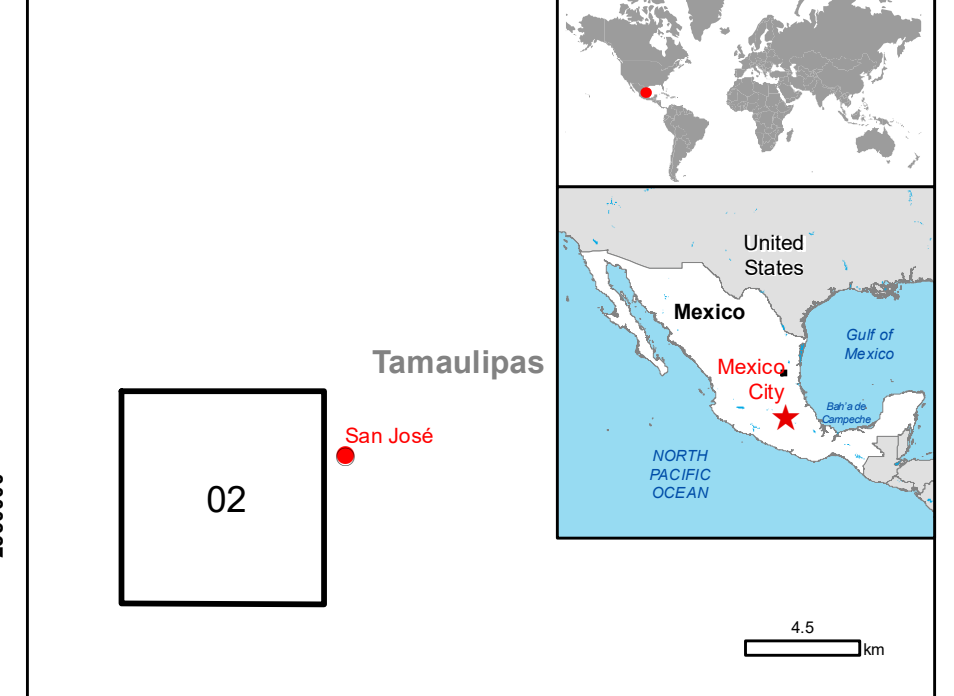 United
States
Mexico
Gulf of
Mexico
Tamaulipas
Mexico
City
Bah'a de
Campeche
San José
NORTH
PACIFIC
OCEAN
02
4.5
km